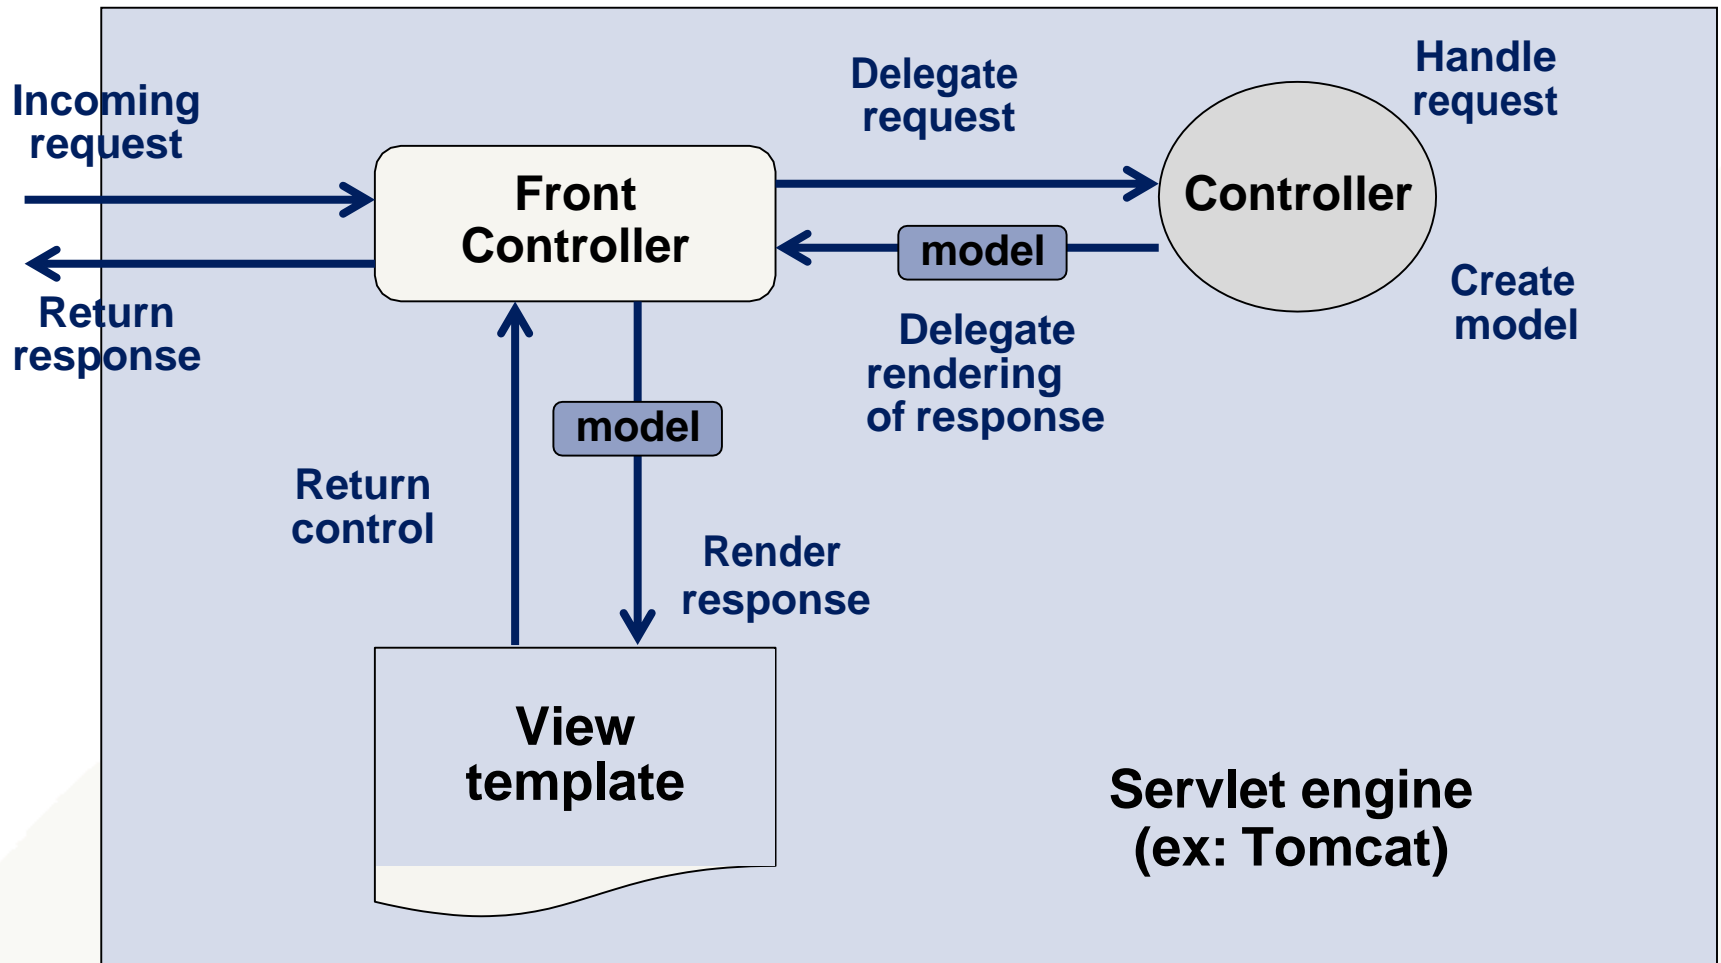 Incoming
request
Return
response
Front
Controller
Delegate
request
Controller
Handle
request
model
Create
model
Delegate
rendering
of response
model
Return
control
Render
response
View
template
Servlet engine
(ex: Tomcat)